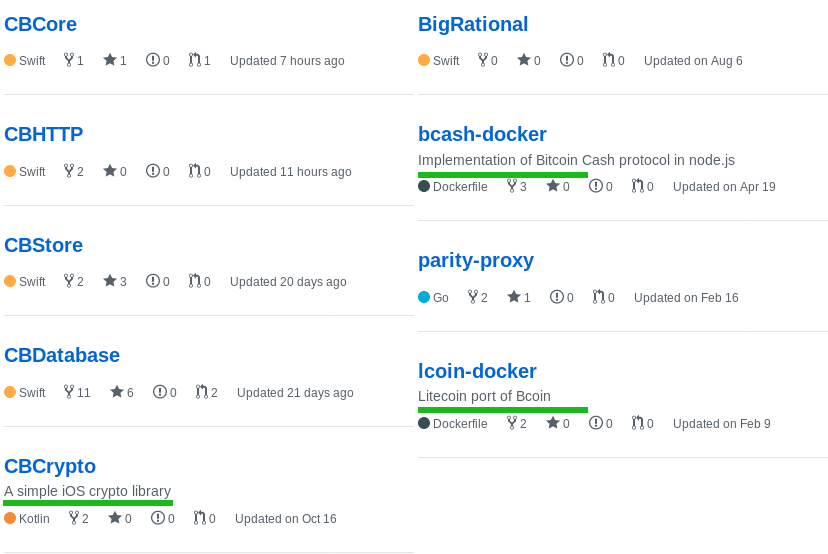 CBCore
Swift 1 1 0 1 Updated 7 hours ago
CBHTTP
Swift 2 0 0 0 Updated 11 hours ago
CBStore
Swift 2 3 0 0 Updated 20 days ago
CBDatabase
Swift 11 6 0 2 Updated 21 days ago
CBCrypto
A simple iOS crypto library
Kotlin 2 0 0 0 Updated on Oct 16
BigRational
Swift 0 0 0 0 Updated on Aug 6
bcash-docker
Implementation of Bitcoin Cash protocol in node.js
Dockerfile 3 0 0 0 Updated on Apr 19
parity-proxy
Go 2 1 0 0 Updated on Feb 16
lcoin-docker
Litecoin port of Bcoin
Dockerfile 2 0 0 0 Updated on Feb 9